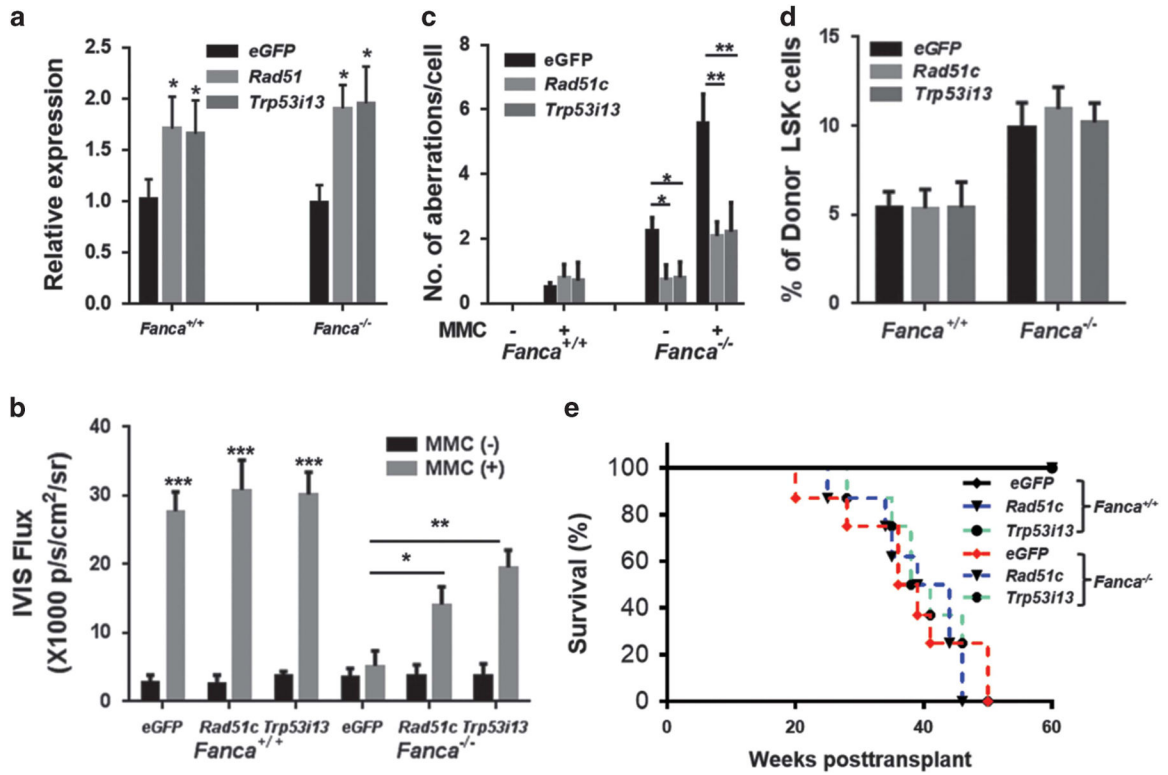 a
Relative expression
2.5
2.0
1.5
1.0
0.5
0.0
eGFP
Rad51
Trp53i13
* *
* *
Fanca+/+
Fanca-/-
c
No. of aberrations/cell
8
6
4
2
0
eGFP
Rad51c
Trp53i13
**
**
*
*
MMC - + - +
Fanca+/+
Fanca-/-
d
% of Donor LSK cells
15
10
5
0
eGFP
Rad51c
Trp53i13
Fanca+/+
Fanca-/-
b
IVIS Flux
(X1000 p/s/cm2/sr)
40
30
20
10
0
MMC (-)
MMC (+)
*** *** ***
**
*
eGFP Rad51c Trp53i13 eGFP Rad51c Trp53i13
Fanca+/+
Fanca-/-
e
Survival (%)
100
80
60
40
20
0
eGFP
Rad51c
Trp53i13
Fanca+/+
eGFP
Rad51c
Trp53i13
Fanca-/-
0 20 40 60
Weeks posttransplant